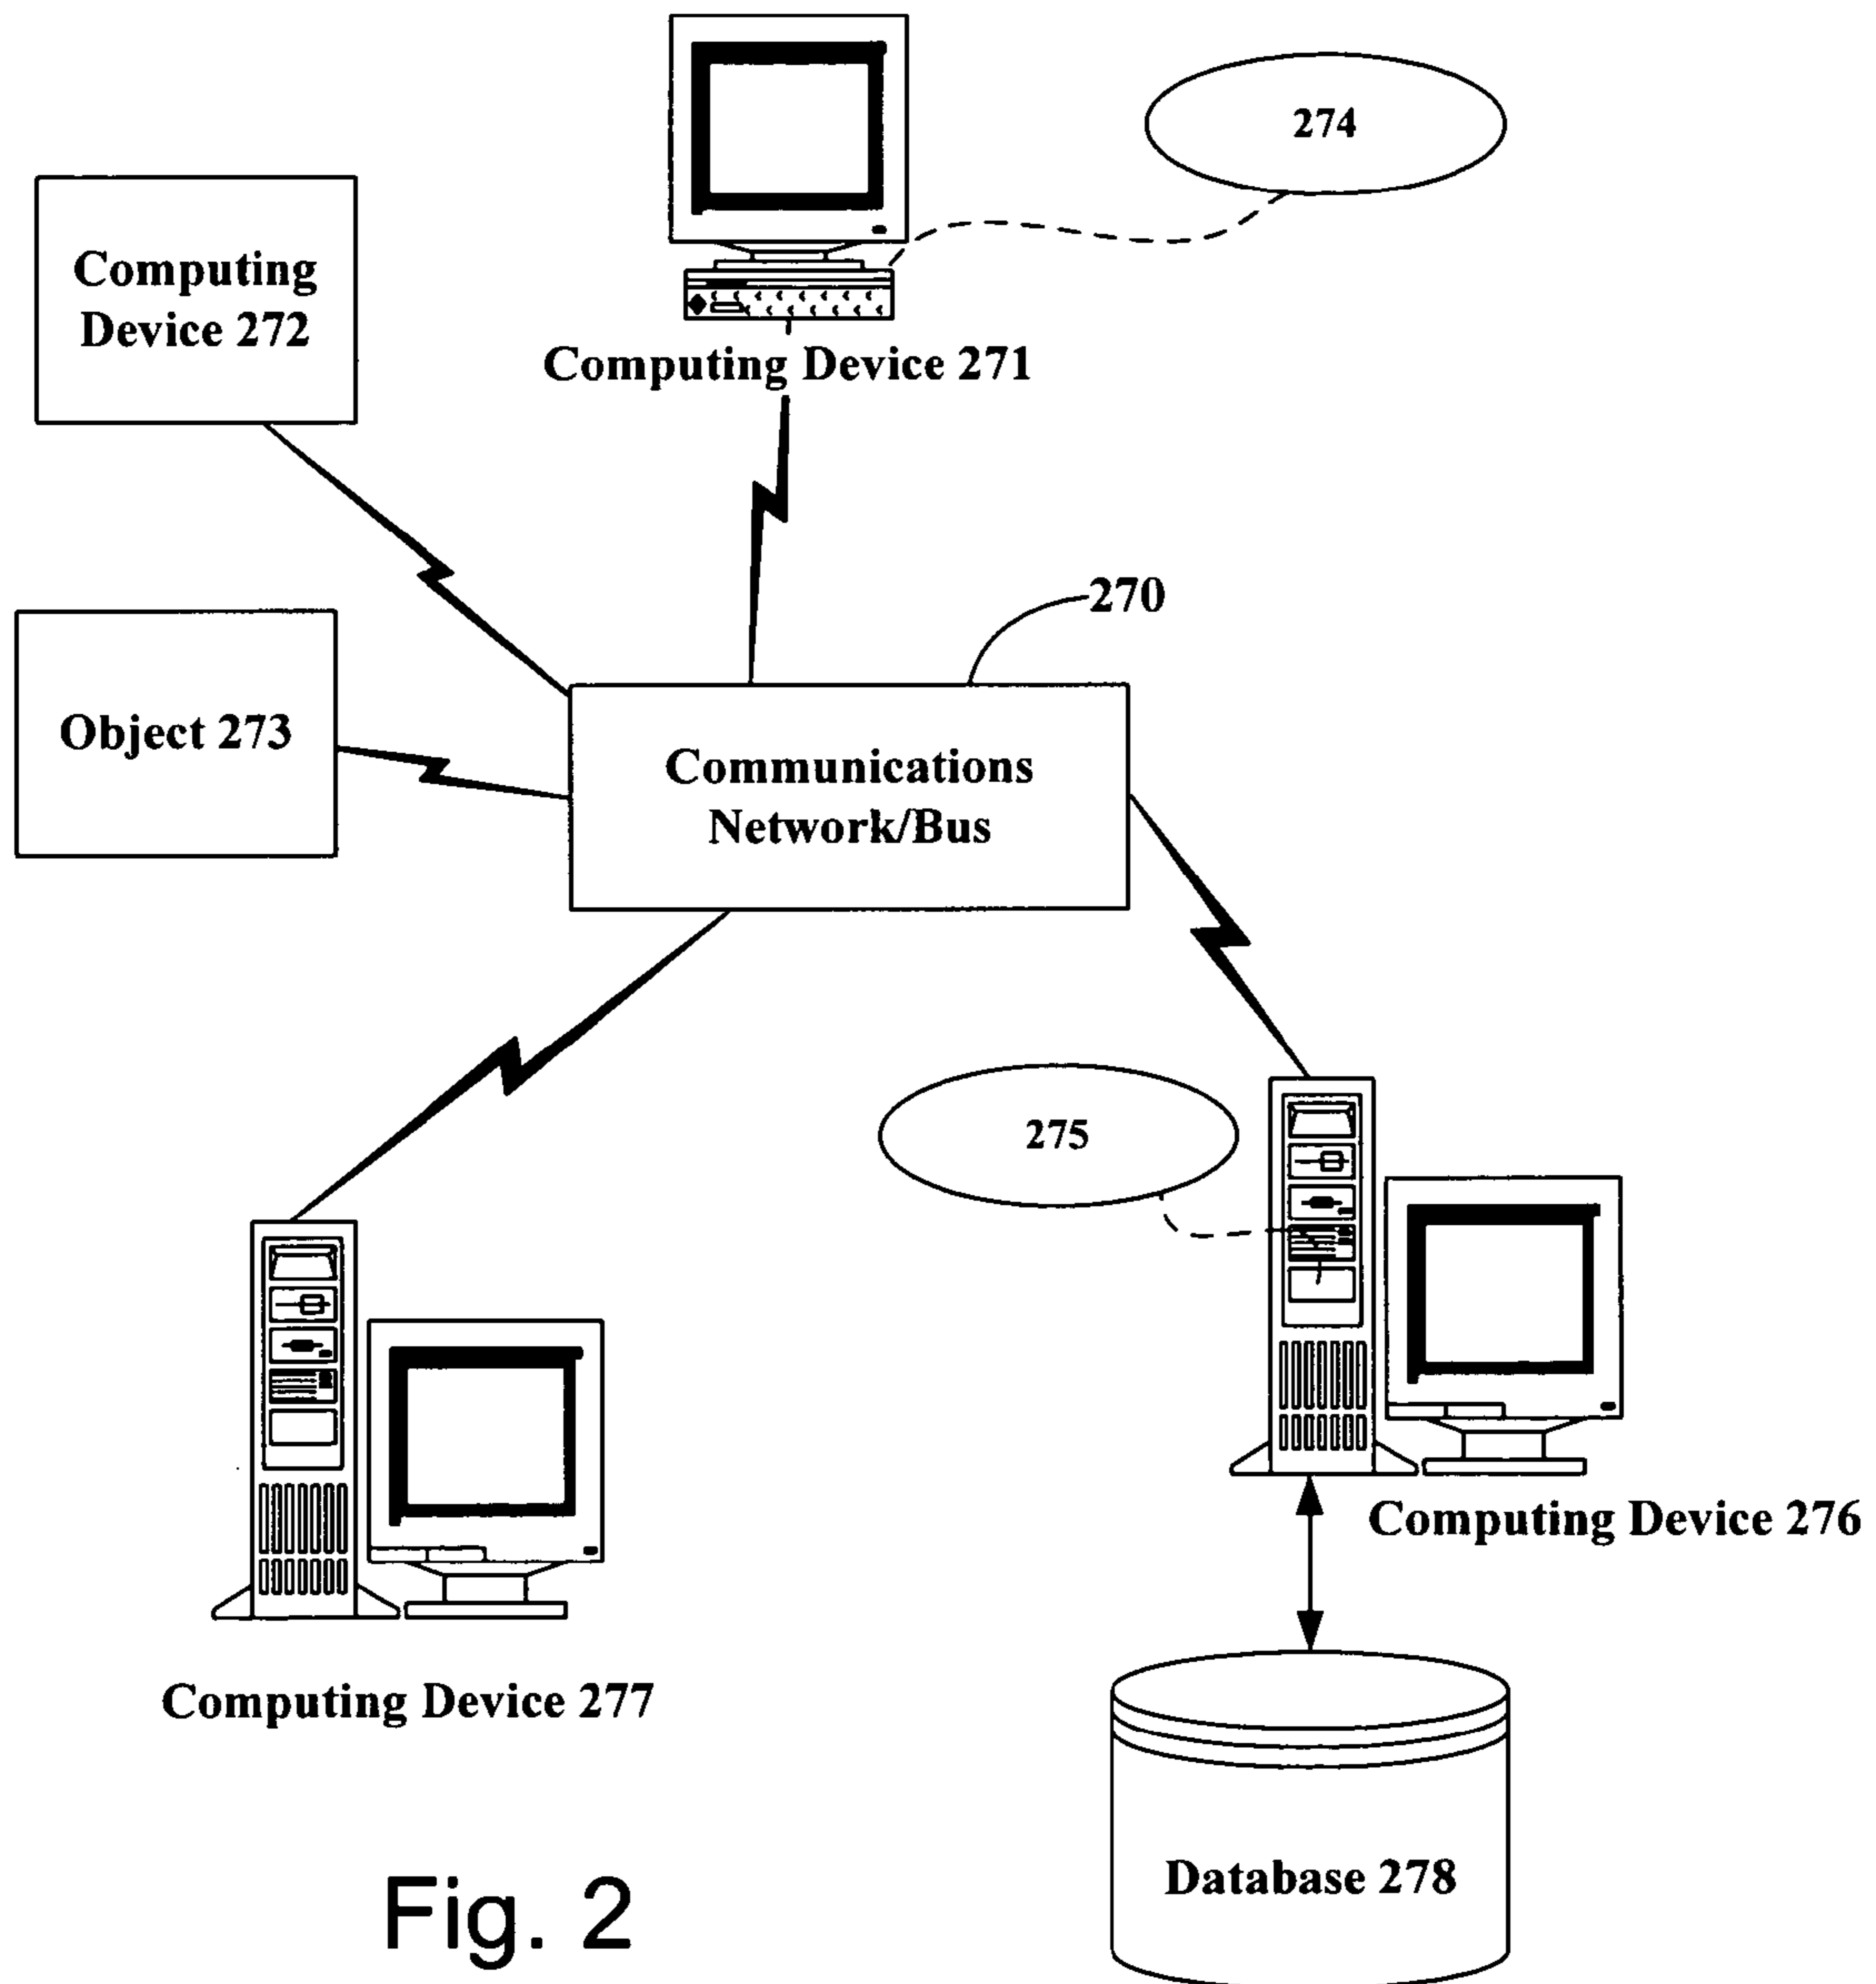 274
Computing
Device 272
Computing Device 271
270
Object 273
Communications
Network/Bus
275
Computing Device 276
Computing Device 277
Database 278
Fig. 2